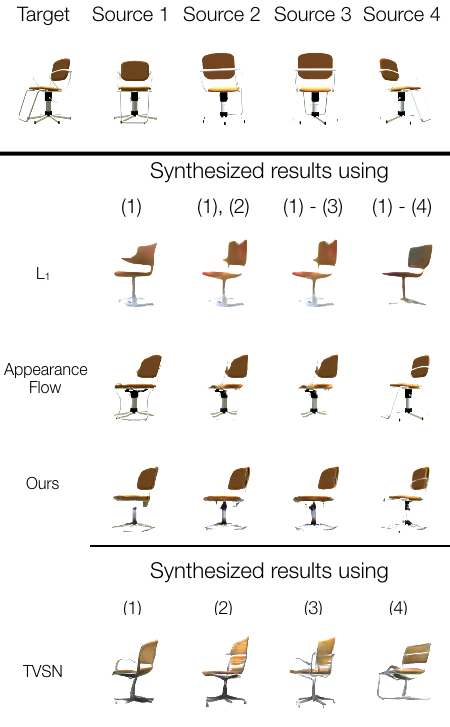 Target Source 1 Source 2 Source 3 Source 4
Synthesized results using
(1) (1), (2) (1) - (3) (1) - (4)
L₁
Appearance
Flow
Ours
Synthesized results using
(1) (2) (3) (4)
TVSN